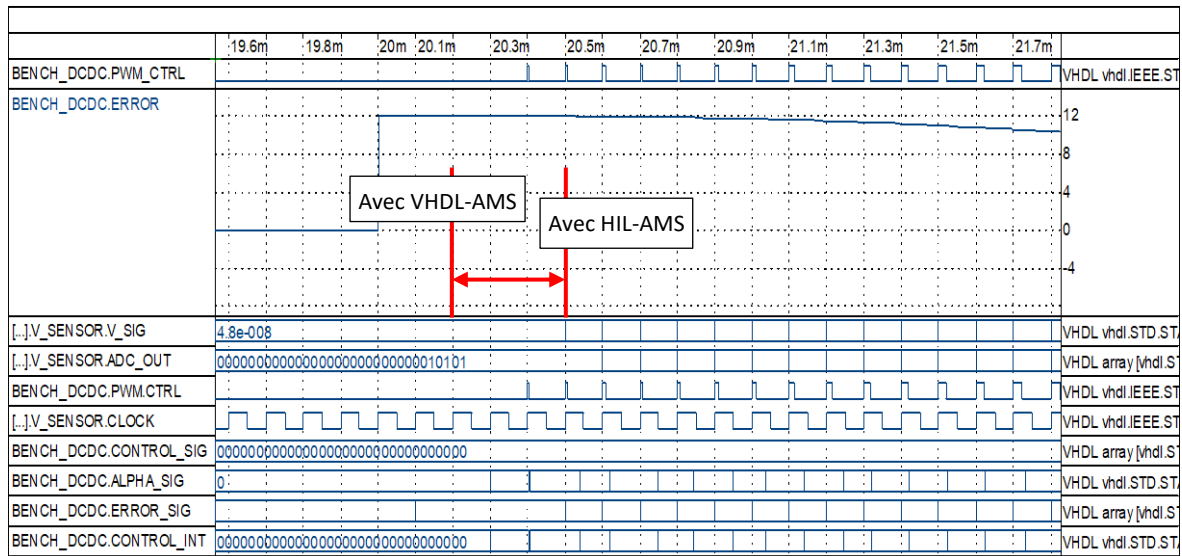 19.6m 19.8m 20m 20.1m 20.3m 20.5m 20.7m 20.9m 21.1m 21.3m 21.5m 21.7m
BENCH_DCDC.PWM_CTRL VHDL vhdl.IEEE.ST
BENCH_DCDC.ERROR
12
8
4
Avec VHDL-AMS
Avec HIL-AMS
0
-4
[...].V_SENSOR.V_SIG 4.8e-008 VHDL vhdl.STD.STA
[...].V_SENSOR.ADC_OUT 00000000000000000000000000010101 VHDL array [vhdl.S
BENCH_DCDC.PWM.CTRL VHDL vhdl.IEEE.ST
[...].V_SENSOR.CLOCK VHDL vhdl.IEEE.ST
BENCH_DCDC.CONTROL_SIG 00000000000000000000000000000000 VHDL array [vhdl.S
BENCH_DCDC.ALPHA_SIG 0 VHDL vhdl.STD.ST
BENCH_DCDC.ERROR_SIG VHDL array [vhdl.S
BENCH_DCDC.CONTROL_INT 00000000000000000000000000000000 VHDL vhdl.STD.ST